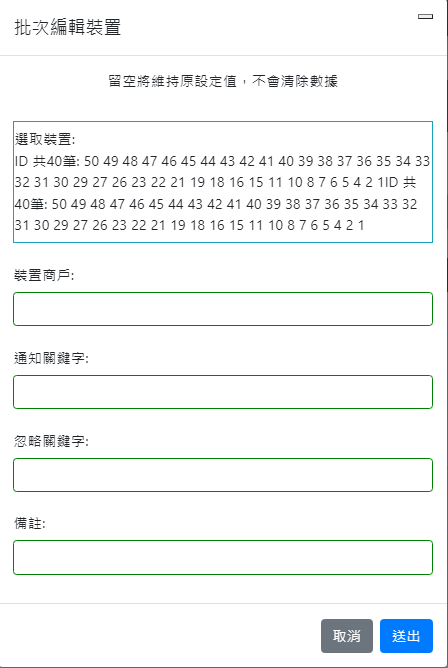 批次編輯裝置
留空將維持原設定值，不會清除數據
選取裝置:
ID 共40筆: 50 49 48 47 46 45 44 43 42 41 40 39 38 37 36 35 34 33
32 31 30 29 27 26 23 22 21 19 18 16 15 11 10 8 7 6 5 4 2 1ID 共
40筆: 50 49 48 47 46 45 44 43 42 41 40 39 38 37 36 35 34 33 32
31 30 29 27 26 23 22 21 19 18 16 15 11 10 8 7 6 5 4 2 1
裝置商戶:
通知關鍵字:
忽略關鍵字:
備註:
取消 送出